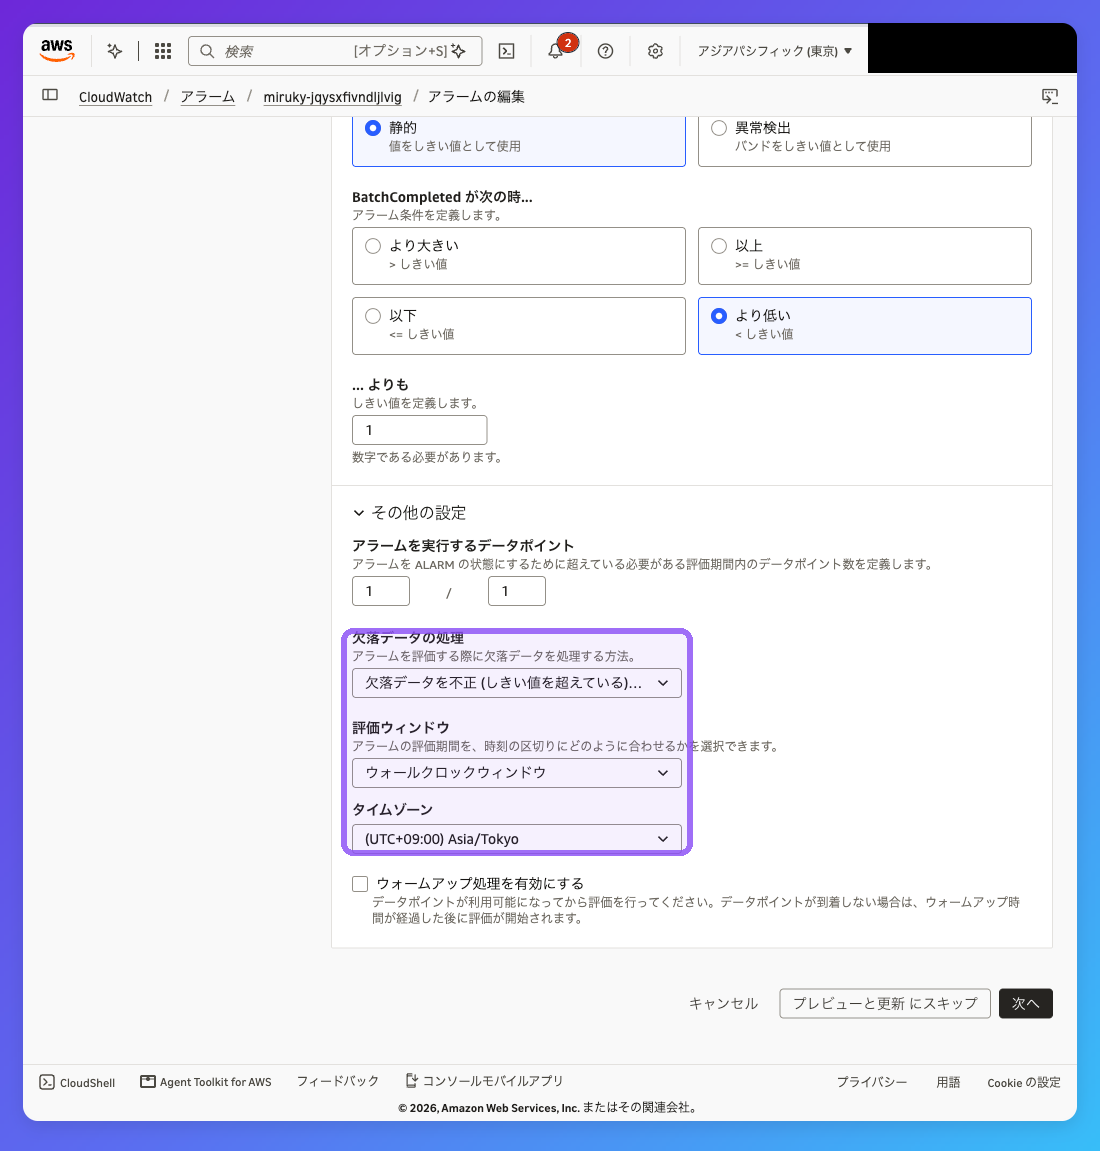 aws
検索 [オプション+S]
2
アジアパシフィック (東京) ▼
CloudWatch / アラーム / miruky-jqysxfivndljlvig / アラームの編集
静的
値をしきい値として使用
異常検出
バンドをしきい値として使用
BatchCompleted が次の時...
アラーム条件を定義します。
より大きい
> しきい値
以上
>= しきい値
以下
<= しきい値
より低い
< しきい値
... よりも
しきい値を定義します。
1
数字である必要があります。
その他の設定
アラームを実行するデータポイント
アラームを ALARM の状態にするために超えている必要がある評価期間内のデータポイント数を定義します。
1 / 1
欠落データの処理
アラームを評価する際に欠落データを処理する方法。
欠落データを不正 (しきい値を超えている)...
評価ウィンドウ
アラームの評価期間を、時刻の区切りにどのように合わせるかを選択できます。
ウォールクロックウィンドウ
タイムゾーン
(UTC+09:00) Asia/Tokyo
ウォームアップ処理を有効にする
データポイントが利用可能になってから評価を行ってください。データポイントが到着しない場合は、ウォームアップ時
間が経過した後に評価が開始されます。
キャンセル
プレビューと更新 にスキップ
次へ
CloudShell
Agent Toolkit for AWS
フィードバック
コンソールモバイルアプリ
プライバシー
用語
Cookie の設定
© 2026, Amazon Web Services, Inc. またはその関連会社。